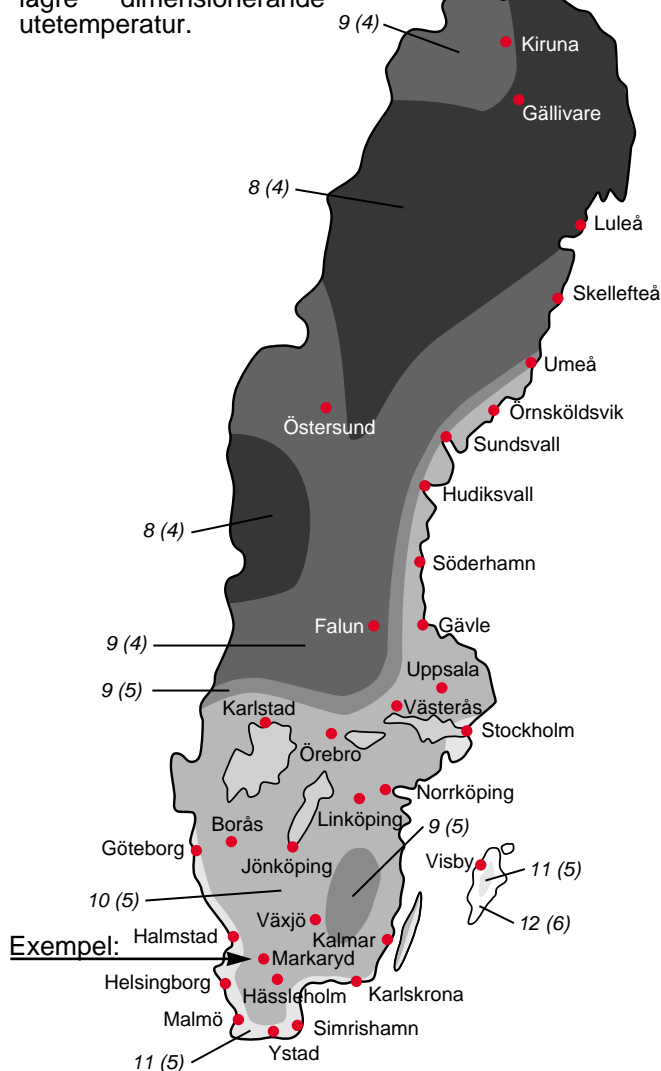 lägre dimensionerande
utetemperatur.
9 (4)
Kiruna
Gällivare
8 (4)
Luleå
Skellefteå
Umeå
Örnsköldsvik
Östersund
Sundsvall
Hudiksvall
8 (4)
Söderhamn
Falun
Gävle
9 (4)
Uppsala
9 (5)
Karlstad
Västerås
Stockholm
Örebro
Norrköping
Linköping
9 (5)
Borås
Göteborg
Jönköping
Visby
11 (5)
10 (5)
12 (6)
Växjö
Halmstad
Kalmar
Exempel:
Markaryd
Helsingborg
Hässleholm
Karlskrona
Malmö
Simrishamn
Ystad
11 (5)